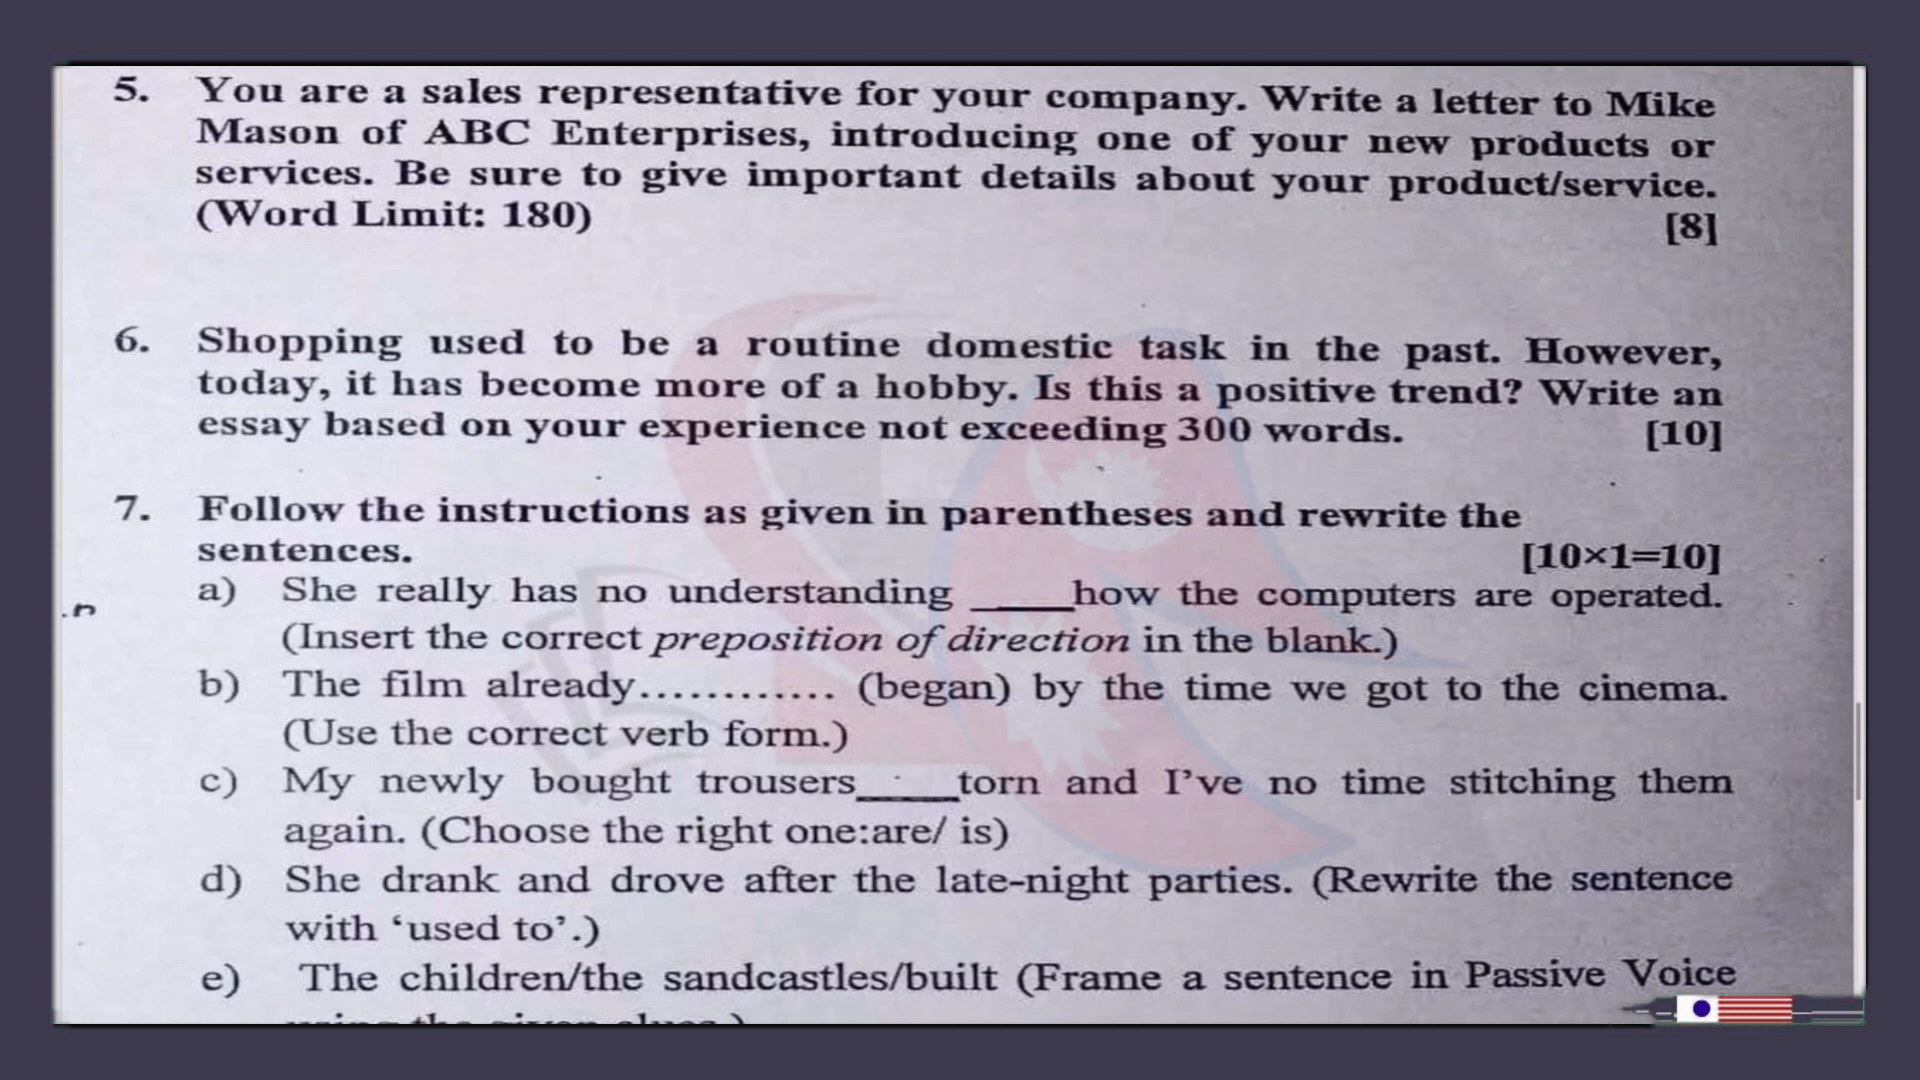 5. You are a sales representative for your company. Write a letter to Mike
Mason of ABC Enterprises, introducing one of your new products or
services. Be sure to give important details about your product/service.
(Word Limit: 180) [8]
6. Shopping used to be a routine domestic task in the past. However,
today, it has become more of a hobby. Is this a positive trend? Write an
essay based on your experience not exceeding 300 words. [10]
7. Follow the instructions as given in parentheses and rewrite the
sentences. [10×1=10]
a) She really has no understanding ____how the computers are operated.
(Insert the correct preposition of direction in the blank.)
b) The film already............ (began) by the time we got to the cinema.
(Use the correct verb form.)
c) My newly bought trousers____torn and I've no time stitching them
again. (Choose the right one:are/ is)
d) She drank and drove after the late-night parties. (Rewrite the sentence
with ‘used to’.)
e) The children/the sandcastles/built (Frame a sentence in Passive Voice
using the given clues.)